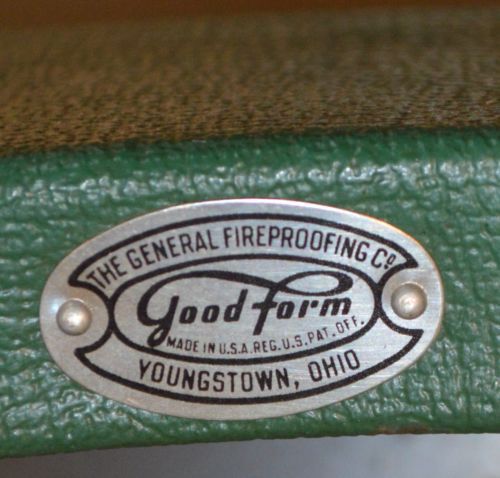 THE GENERAL FIREPROOFING CO.
Good Form
MADE IN U.S.A. REG. U.S. PAT. OFF.
YOUNGSTOWN, OHIO